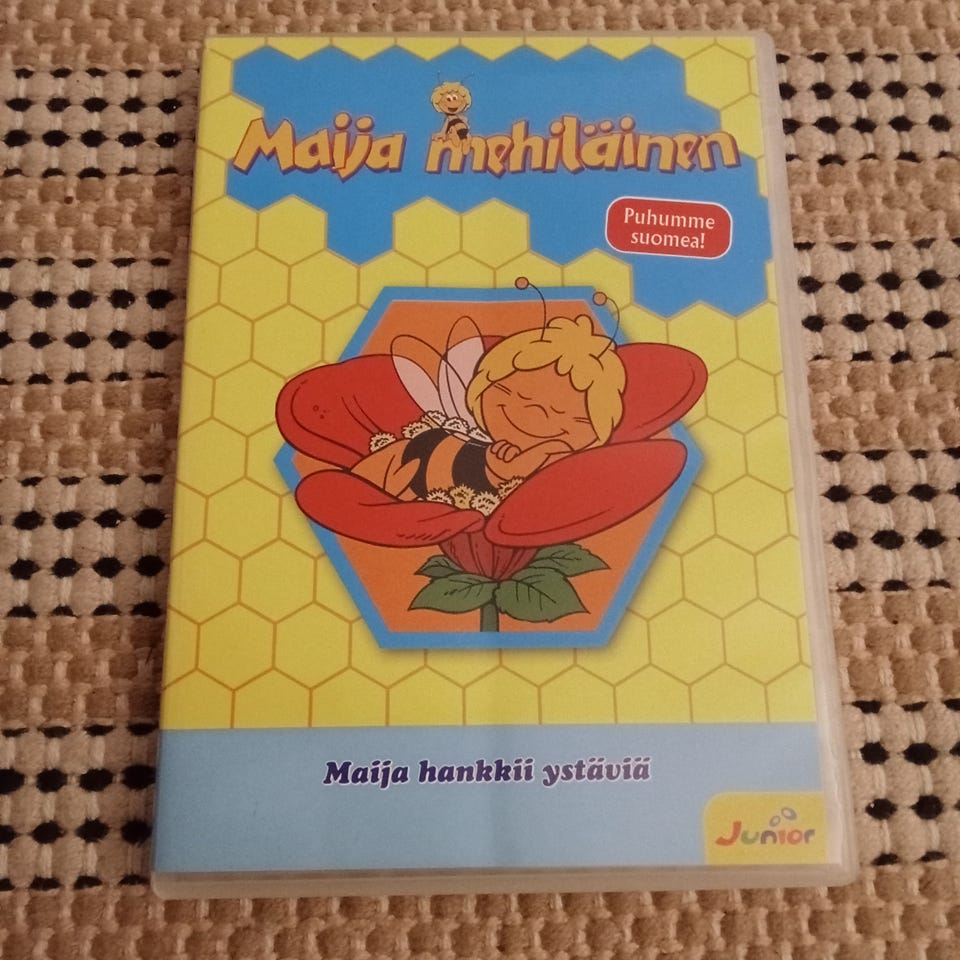 Maija mehiläinen
Puhumme
suomea!
Maija hankkii ystäviä
Junior